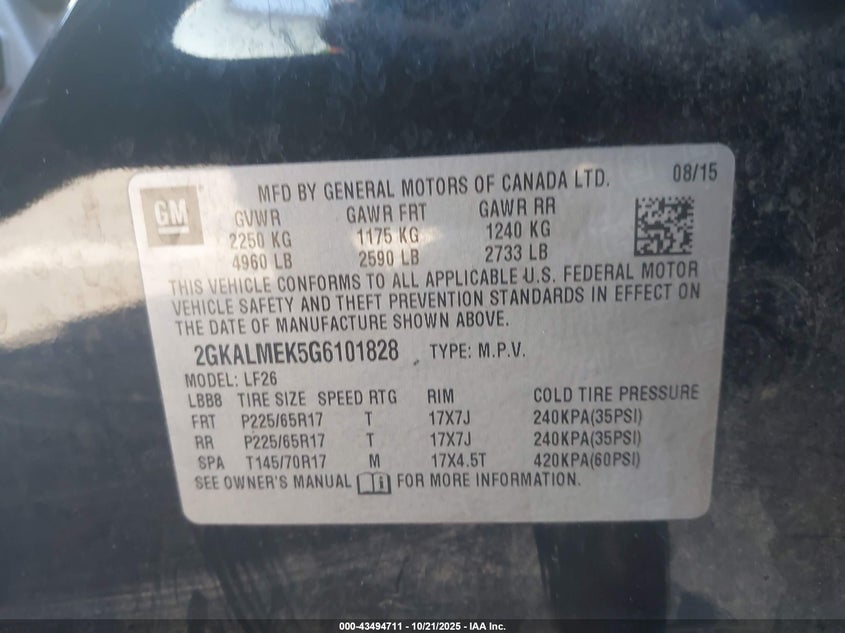 GM
MFD BY GENERAL MOTORS OF CANADA LTD. 08/15
GVWR GAWR FRT GAWR RR
2250 KG 1175 KG 1240 KG
4960 LB 2590 LB 2733 LB
THIS VEHICLE CONFORMS TO ALL APPLICABLE U.S. FEDERAL MOTOR
VEHICLE SAFETY AND THEFT PREVENTION STANDARDS IN EFFECT ON
THE DATE OF MANUFACTURE SHOWN ABOVE.
2GKALMEK5G6101828 TYPE: M.P.V.
MODEL: LF26
LBB8 TIRE SIZE SPEED RTG RIM COLD TIRE PRESSURE
FRT P225/65R17 T 17X7J 240KPA(35PSI)
RR P225/65R17 T 17X7J 240KPA(35PSI)
SPA T145/70R17 M 17X4.5T 420KPA(60PSI)
SEE OWNER'S MANUAL FOR MORE INFORMATION.
000-43494711 - 10/21/2025 - IAA Inc.